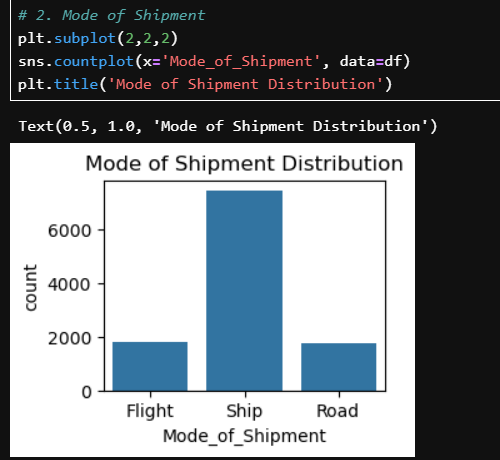 # 2. Mode of Shipment
plt.subplot(2,2,2)
sns.countplot(x='Mode_of_Shipment', data=df)
plt.title('Mode of Shipment Distribution')
Text(0.5, 1.0, 'Mode of Shipment Distribution')
Mode of Shipment Distribution
6000
4000
2000
0
count
Flight Ship Road
Mode_of_Shipment